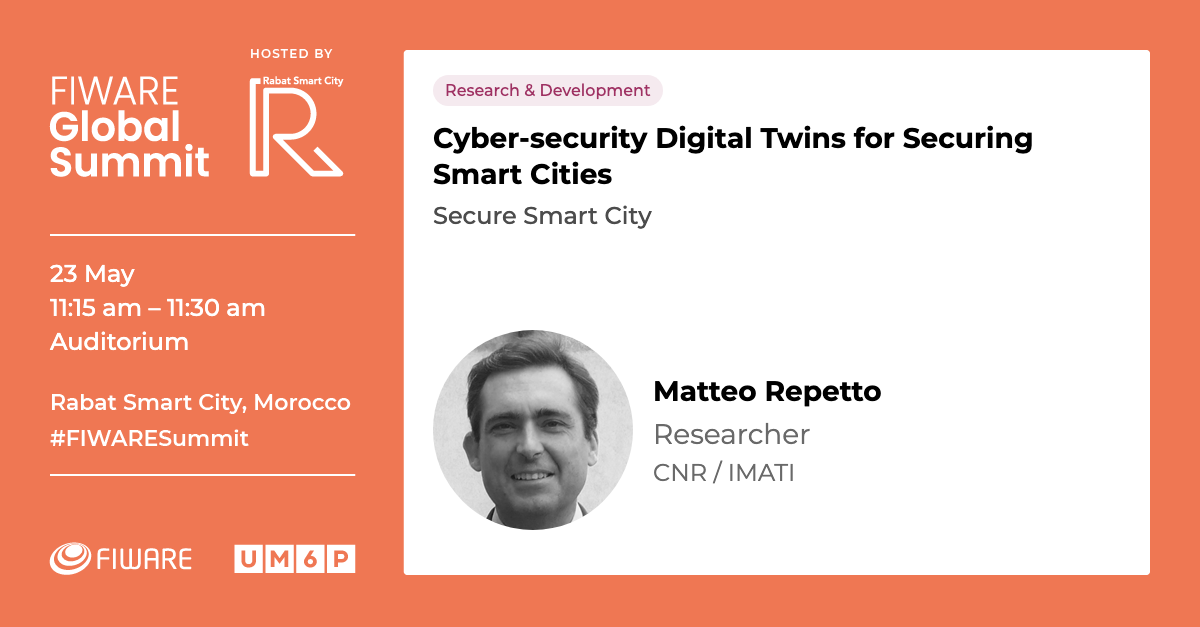 HOSTED BY
FIWARE
Global
Summit
Rabat Smart City
R
23 May
11:15 am – 11:30 am
Auditorium
Rabat Smart City, Morocco
#FIWARESummit
FIWARE
UM6P
Research & Development
Cyber-security Digital Twins for Securing
Smart Cities
Secure Smart City
Matteo Repetto
Researcher
CNR / IMATI